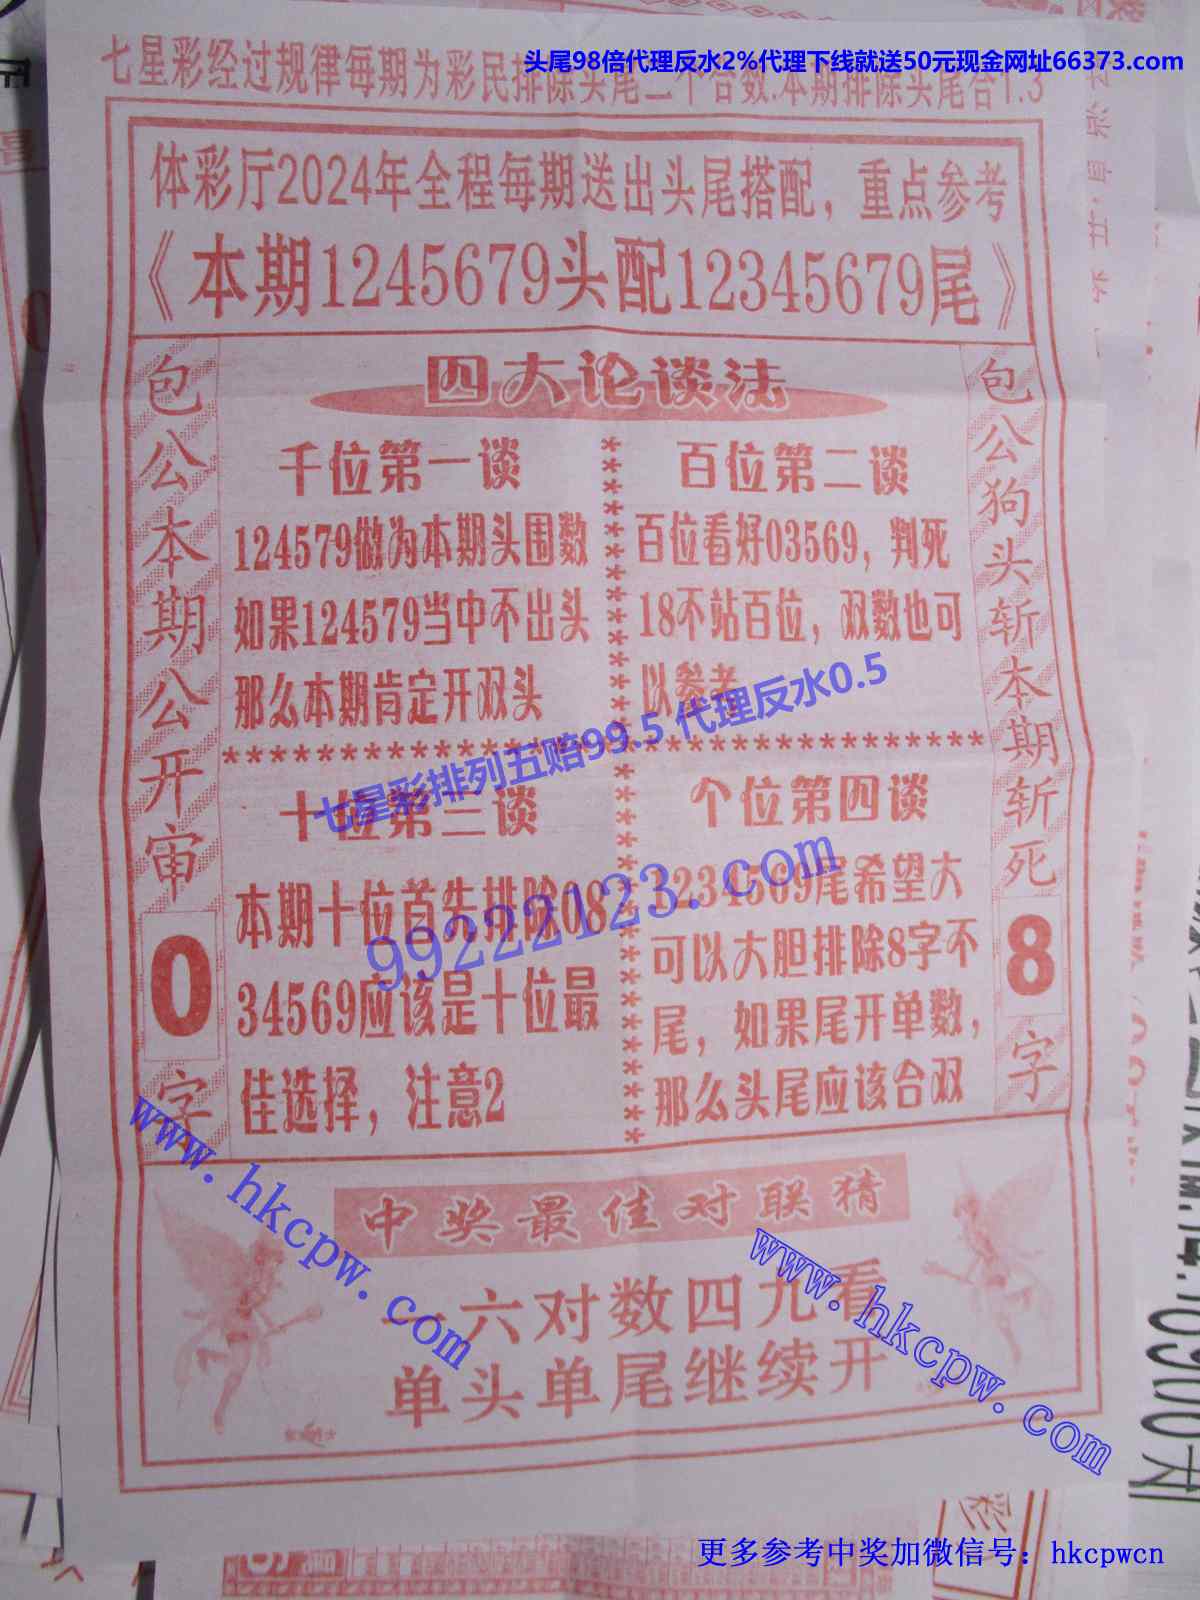 头尾98倍代理反水2%代理下线就送50元现金网址66373.com
七星彩经过规律每期为彩民排除头尾二个合数.本期排除头尾合1.3
体彩厅2024年全程每期送出头尾搭配，重点参考
《本期1245679头配12345679尾》
包公本期公开审0字
四大论谈法
千位第一谈
124579做为本期头围数
如果124579当中不出头
那么本期肯定开双头
百位第二谈
百位看好03569，判死
18不站百位，双数也可
以参考
七星彩排列五赔99.5 代理反水0.5
十位第三谈
本期十位首先排除08
34569应该是十位最
佳选择，注意2
99222123.com
个位第四谈
1234569尾希望大
可以大胆排除8字不
尾，如果尾开单数，
那么头尾应该合双
包公狗头斩本期斩死8字
www.hkcpw.com
中奖最佳对联猜
一六对数四九看
单头单尾继续开
www.hkcpw.com
更多参考中奖加微信号：hkcpwcn